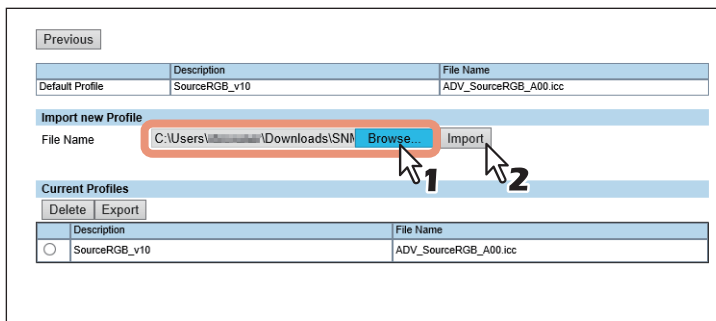 Previous
Description File Name
Default Profile SourceRGB_v10 ADV_SourceRGB_A00.icc
Import new Profile
File Name C:\Users\ \Downloads\SNM Browse... Import
1 2
Current Profiles
Delete Export
Description File Name
SourceRGB_v10 ADV_SourceRGB_A00.icc